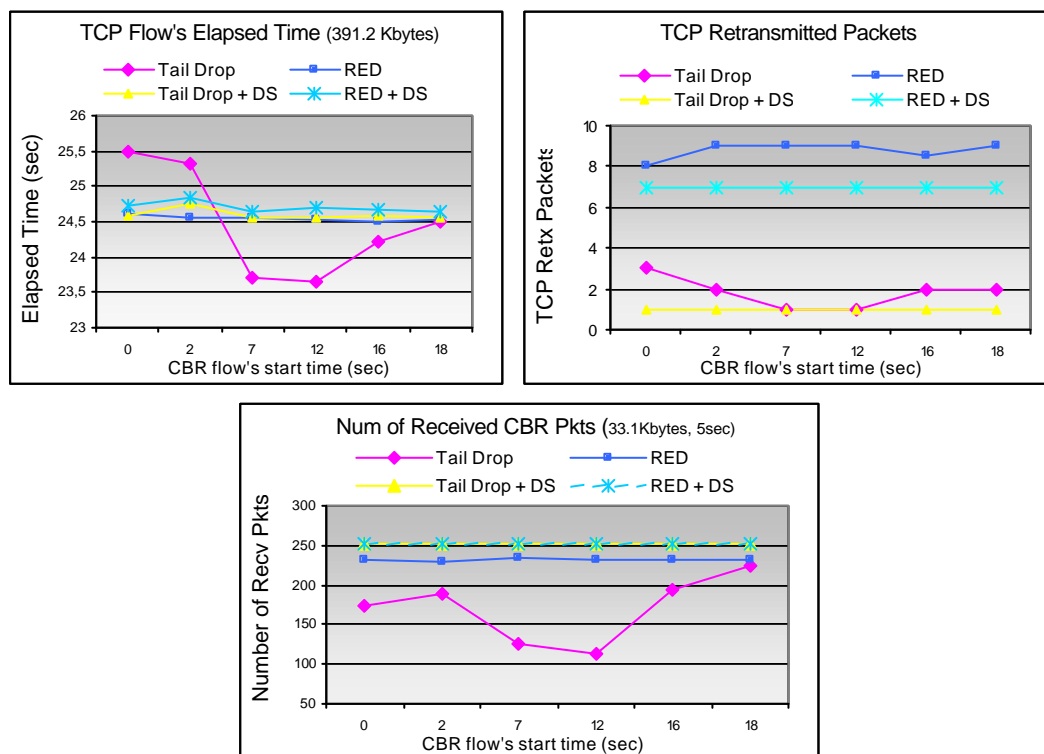 TCP Flow's Elapsed Time (391.2 Kbytes)
Tail Drop
RED
Tail Drop + DS
RED + DS
Elapsed Time (sec)
26
25,5
25
24,5
24
23,5
23
0 2 7 12 16 18
CBR flow's start time (sec)
TCP Retransmitted Packets
Tail Drop
RED
Tail Drop + DS
RED + DS
TCP Retx Packets
10
8
6
4
2
0
0 2 7 12 16 18
CBR flow's start time (sec)
Num of Received CBR Pkts (33.1Kbytes, 5sec)
Tail Drop
RED
Tail Drop + DS
RED + DS
Number of Recv Pkts
300
250
200
150
100
50
0 2 7 12 16 18
CBR flow's start time (sec)